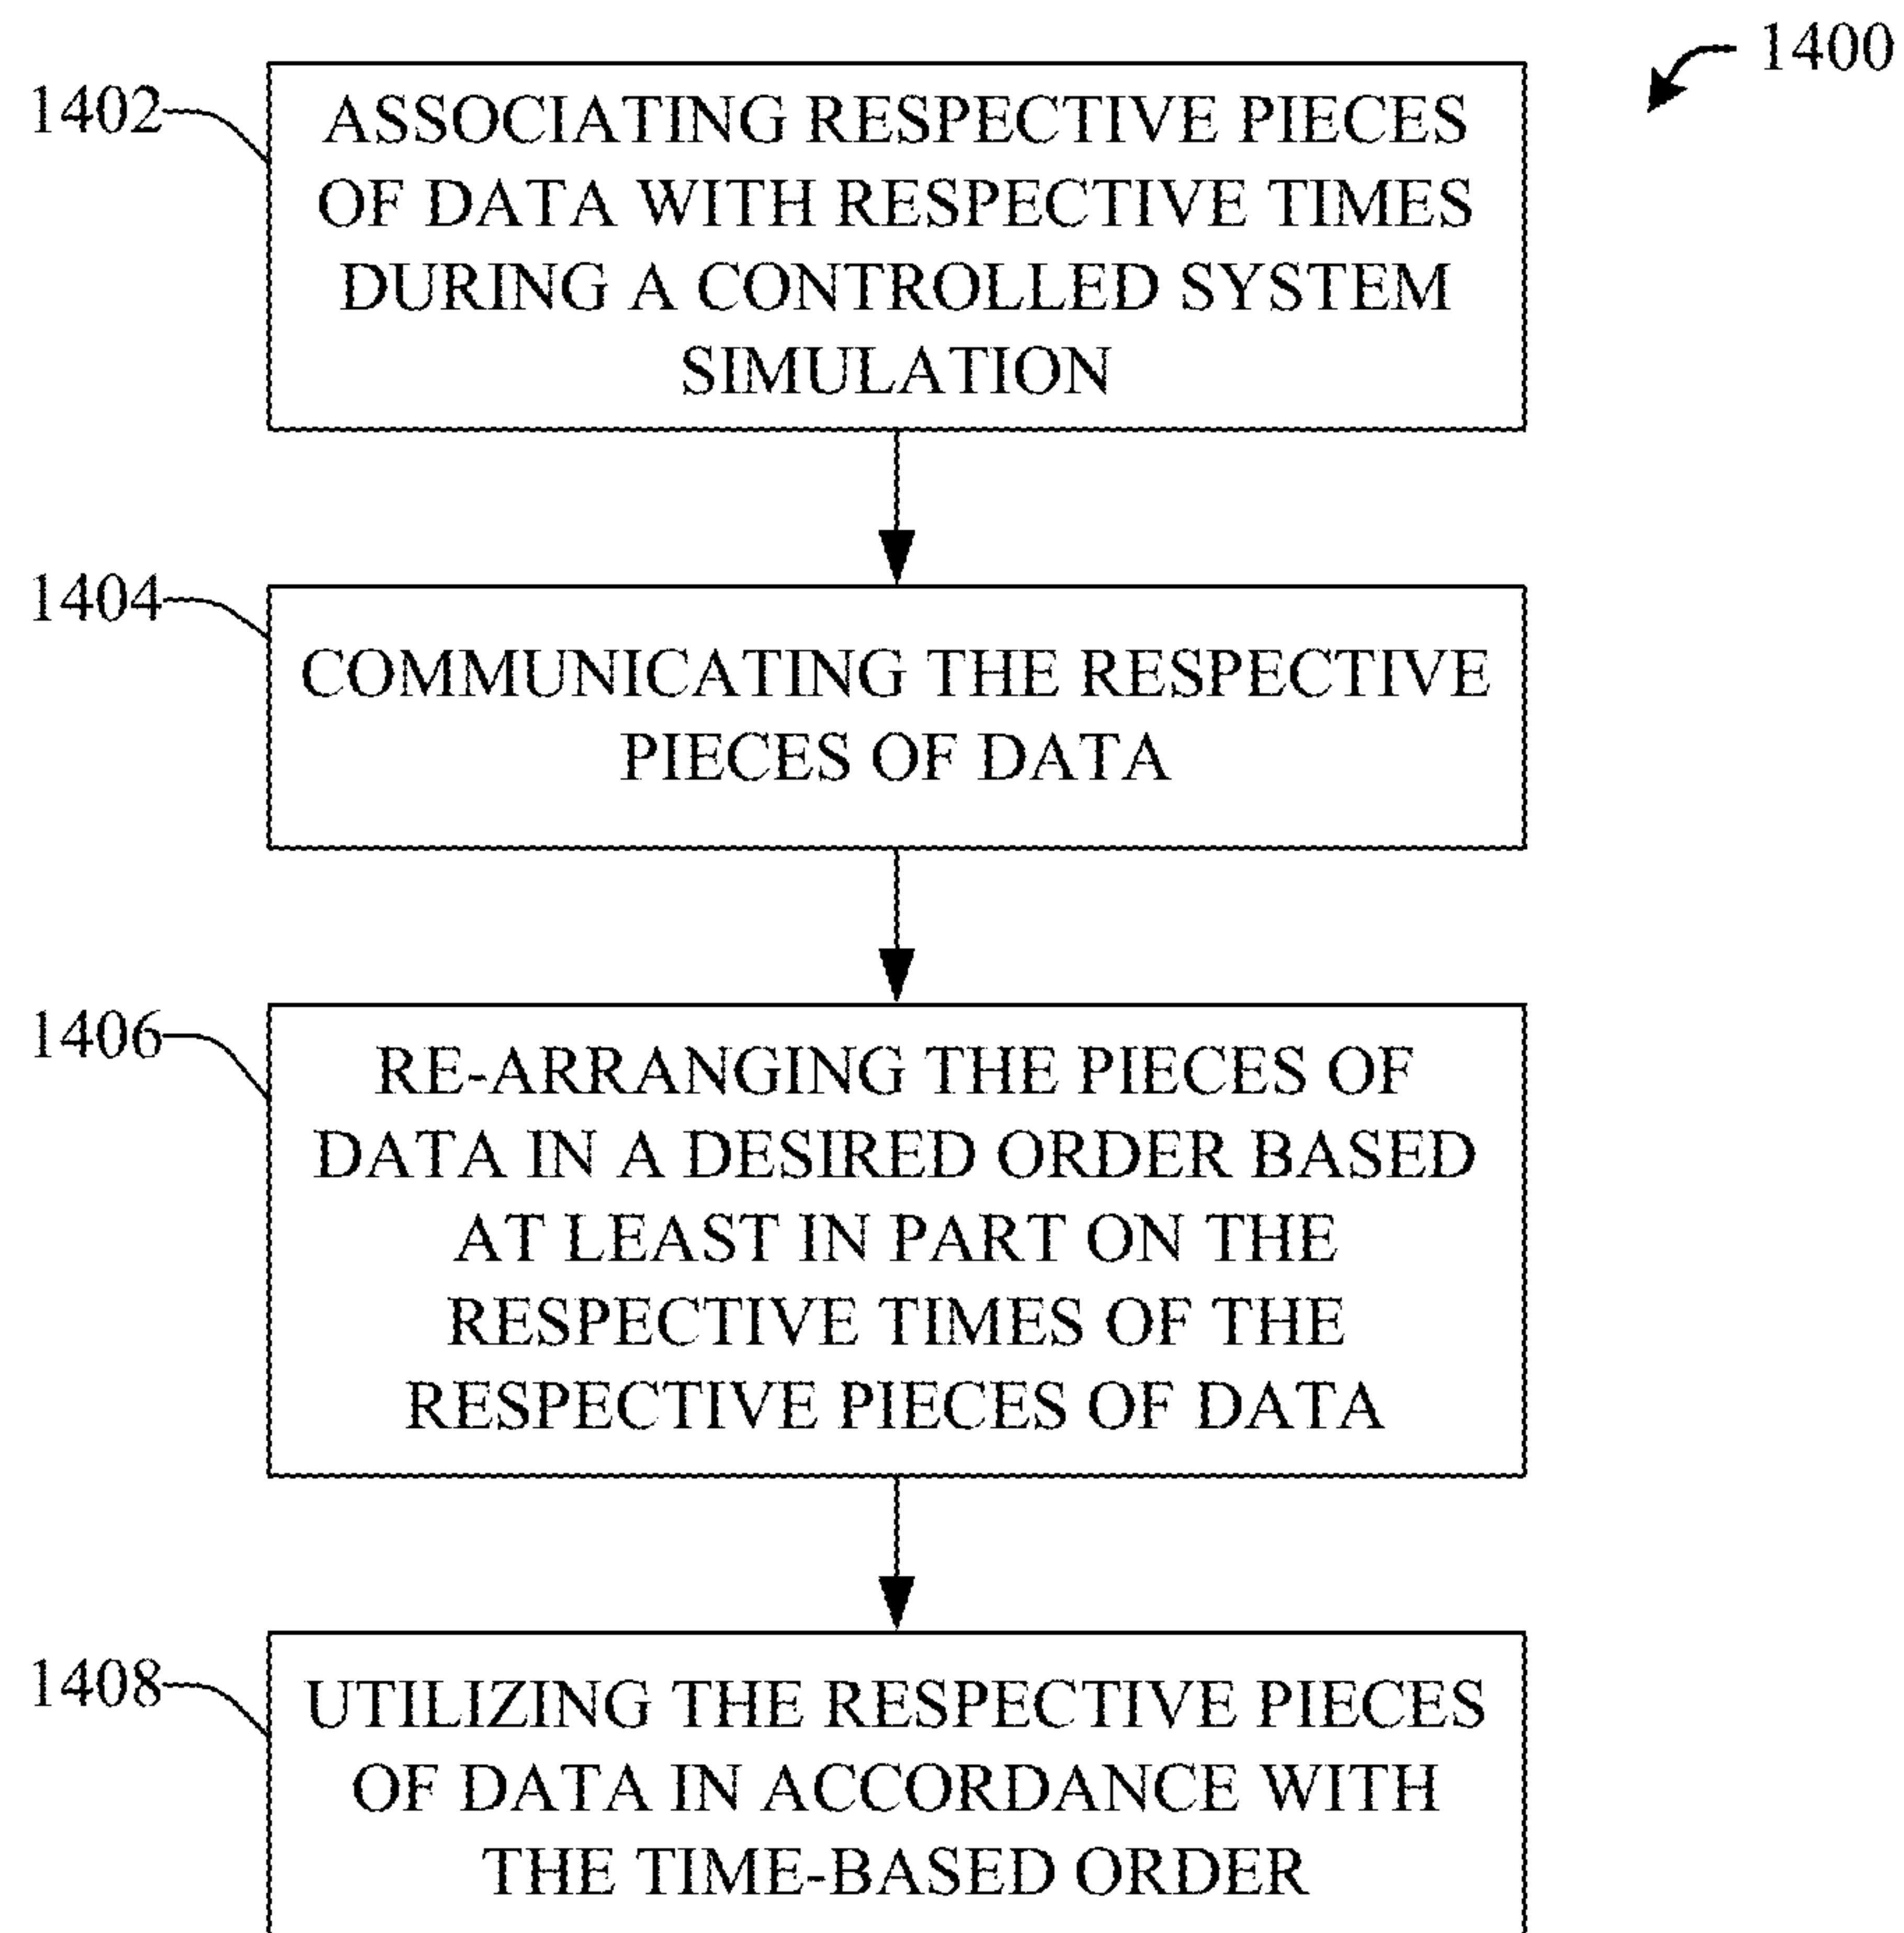 1400
1402
ASSOCIATING RESPECTIVE PIECES
OF DATA WITH RESPECTIVE TIMES
DURING A CONTROLLED SYSTEM
SIMULATION
1404
COMMUNICATING THE RESPECTIVE
PIECES OF DATA
1406
RE-ARRANGING THE PIECES OF
DATA IN A DESIRED ORDER BASED
AT LEAST IN PART ON THE
RESPECTIVE TIMES OF THE
RESPECTIVE PIECES OF DATA
1408
UTILIZING THE RESPECTIVE PIECES
OF DATA IN ACCORDANCE WITH
THE TIME-BASED ORDER